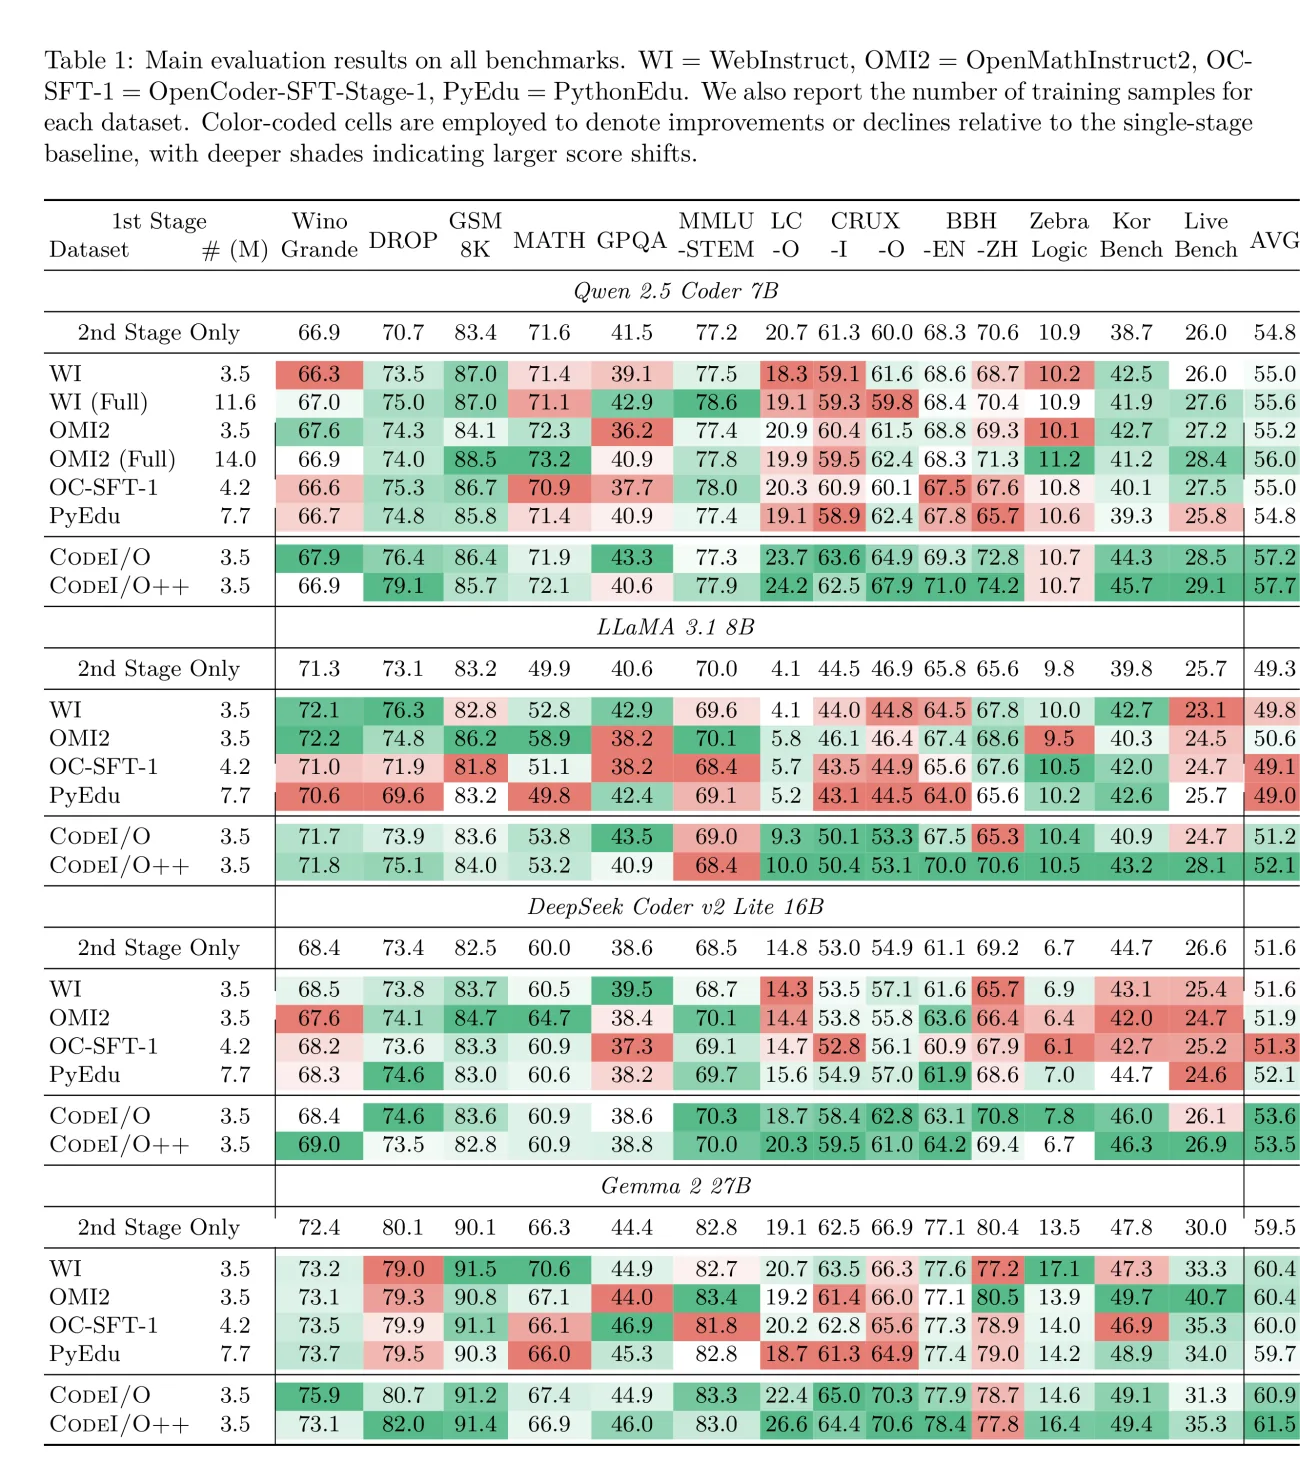 Table 1: Main evaluation results on all benchmarks. WI = WebInstruct, OMI2 = OpenMathInstruct2, OC-
SFT-1 = OpenCoder-SFT-Stage-1, PyEdu = PythonEdu. We also report the number of training samples for
each dataset. Color-coded cells are employed to denote improvements or declines relative to the single-stage
baseline, with deeper shades indicating larger score shifts.
1st Stage Wino DROP GSM MATH GPQA MMLU LC CRUX BBH Zebra Kor Live AVG
Dataset # (M) Grande 8K -STEM -O -I -O -EN -ZH Logic Bench Bench
Qwen 2.5 Coder 7B
2nd Stage Only 66.9 70.7 83.4 71.6 41.5 77.2 20.7 61.3 60.0 68.3 70.6 10.9 38.7 26.0 54.8
WI 3.5 66.3 73.5 87.0 71.4 39.1 77.5 18.3 59.1 61.6 68.6 68.7 10.2 42.5 26.0 55.0
WI (Full) 11.6 67.0 75.0 87.0 71.1 42.9 78.6 19.1 59.3 59.8 68.4 70.4 10.9 41.9 27.6 55.6
OMI2 3.5 67.6 74.3 84.1 72.3 36.2 77.4 20.9 60.4 61.5 68.8 69.3 10.1 42.7 27.2 55.2
OMI2 (Full) 14.0 66.9 74.0 88.5 73.2 40.9 77.8 19.9 59.5 62.4 68.3 71.3 11.2 41.2 28.4 56.0
OC-SFT-1 4.2 66.6 75.3 86.7 70.9 37.7 78.0 20.3 60.9 60.1 67.5 67.6 10.8 40.1 27.5 55.0
PyEdu 7.7 66.7 74.8 85.8 71.4 40.9 77.4 19.1 58.9 62.4 67.8 65.7 10.6 39.3 25.8 54.8
CODEI/O 3.5 67.9 76.4 86.4 71.9 43.3 77.3 23.7 63.6 64.9 69.3 72.8 10.7 44.3 28.5 57.2
CODEI/O++ 3.5 66.9 79.1 85.7 72.1 40.6 77.9 24.2 62.5 67.9 71.0 74.2 10.7 45.7 29.1 57.7
LLaMA 3.1 8B
2nd Stage Only 71.3 73.1 83.2 49.9 40.6 70.0 4.1 44.5 46.9 65.8 65.6 9.8 39.8 25.7 49.3
WI 3.5 72.1 76.3 82.8 52.8 42.9 69.6 4.1 44.0 44.8 64.5 67.8 10.0 42.7 23.1 49.8
OMI2 3.5 72.2 74.8 86.2 58.9 38.2 70.1 5.8 46.1 46.4 67.4 68.6 9.5 40.3 24.5 50.6
OC-SFT-1 4.2 71.0 71.9 81.8 51.1 38.2 68.4 5.7 43.5 44.9 65.6 67.6 10.5 42.0 24.7 49.1
PyEdu 7.7 70.6 69.6 83.2 49.8 42.4 69.1 5.2 43.1 44.5 64.0 65.6 10.2 42.6 25.7 49.0
CODEI/O 3.5 71.7 73.9 83.6 53.8 43.5 69.0 9.3 50.1 53.3 67.5 65.3 10.4 40.9 24.7 51.2
CODEI/O++ 3.5 71.8 75.1 84.0 53.2 40.9 68.4 10.0 50.4 53.1 70.0 70.6 10.5 43.2 28.1 52.1
DeepSeek Coder v2 Lite 16B
2nd Stage Only 68.4 73.4 82.5 60.0 38.6 68.5 14.8 53.0 54.9 61.1 69.2 6.7 44.7 26.6 51.6
WI 3.5 68.5 73.8 83.7 60.5 39.5 68.7 14.3 53.5 57.1 61.6 65.7 6.9 43.1 25.4 51.6
OMI2 3.5 67.6 74.1 84.7 64.7 38.4 70.1 14.4 53.8 55.8 63.6 66.4 6.4 42.0 24.7 51.9
OC-SFT-1 4.2 68.2 73.6 83.3 60.9 37.3 69.1 14.7 52.8 56.1 60.9 67.9 6.1 42.7 25.2 51.3
PyEdu 7.7 68.3 74.6 83.0 60.6 38.2 69.7 15.6 54.9 57.0 61.9 68.6 7.0 44.7 24.6 52.1
CODEI/O 3.5 68.4 74.6 83.6 60.9 38.6 70.3 18.7 58.4 62.8 63.1 70.8 7.8 46.0 26.1 53.6
CODEI/O++ 3.5 69.0 73.5 82.8 60.9 38.8 70.0 20.3 59.5 61.0 64.2 69.4 6.7 46.3 26.9 53.5
Gemma 2 27B
2nd Stage Only 72.4 80.1 90.1 66.3 44.4 82.8 19.1 62.5 66.9 77.1 80.4 13.5 47.8 30.0 59.5
WI 3.5 73.2 79.0 91.5 70.6 44.9 82.7 20.7 63.5 66.3 77.6 77.2 17.1 47.3 33.3 60.4
OMI2 3.5 73.1 79.3 90.8 67.1 44.0 83.4 19.2 61.4 66.0 77.1 80.5 13.9 49.7 40.7 60.4
OC-SFT-1 4.2 73.5 79.9 91.1 66.1 46.9 81.8 20.2 62.8 65.6 77.3 78.9 14.0 46.9 35.3 60.0
PyEdu 7.7 73.7 79.5 90.3 66.0 45.3 82.8 18.7 61.3 64.9 77.4 79.0 14.2 48.9 34.0 59.7
CODEI/O 3.5 75.9 80.7 91.2 67.4 44.9 83.3 22.4 65.0 70.3 77.9 78.7 14.6 49.1 31.3 60.9
CODEI/O++ 3.5 73.1 82.0 91.4 66.9 46.0 83.0 26.6 64.4 70.6 78.4 77.8 16.4 49.4 35.3 61.5